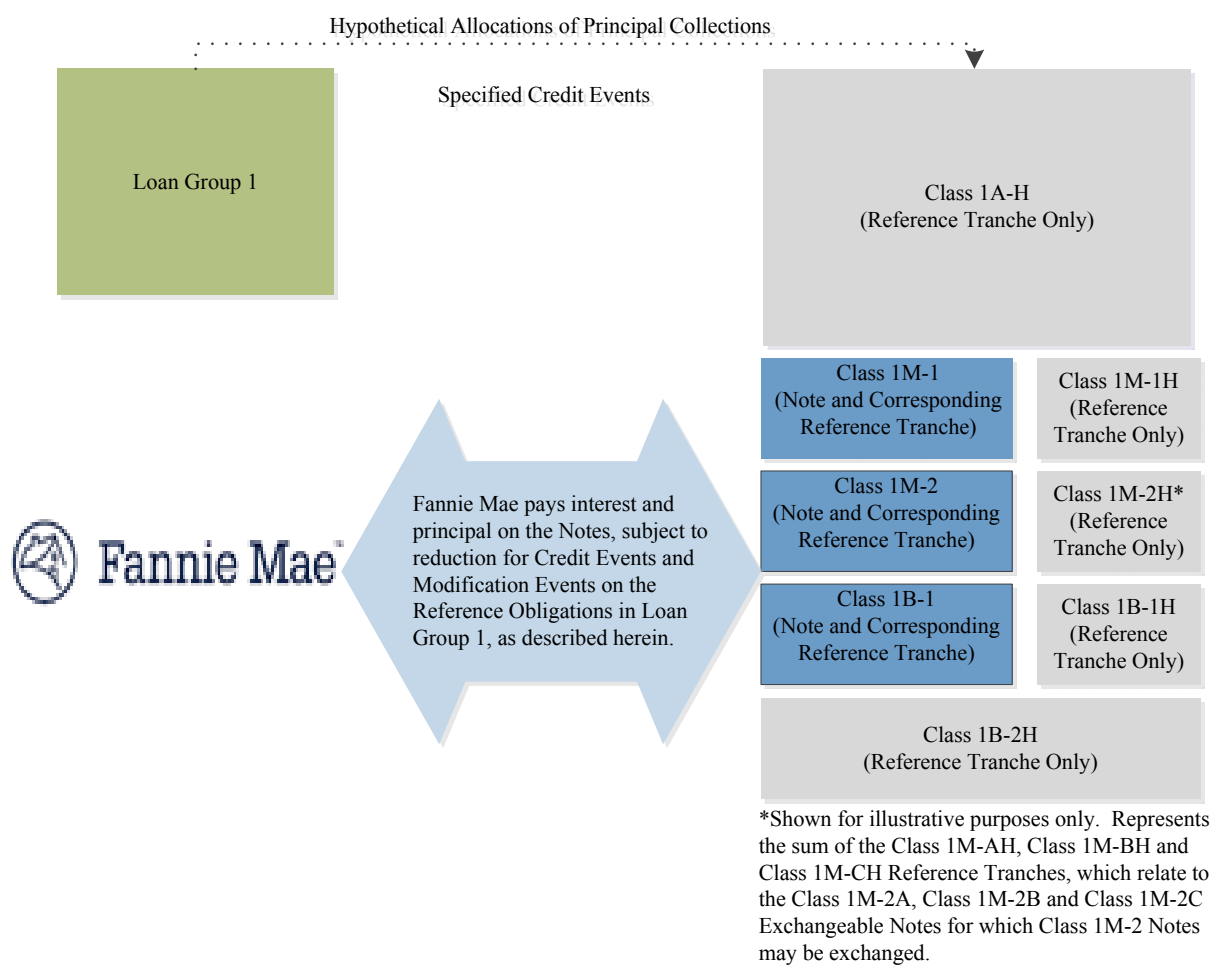 Hypothetical Allocations of Principal Collections
Specified Credit Events
Loan Group 1
Class 1A-H
(Reference Tranche Only)
Class 1M-1
(Note and Corresponding
Reference Tranche)
Class 1M-1H
(Reference
Tranche Only)
Class 1M-2
(Note and Corresponding
Reference Tranche)
Class 1M-2H*
(Reference
Tranche Only)
Fannie Mae™
Fannie Mae pays interest and
principal on the Notes, subject to
reduction for Credit Events and
Modification Events on the
Reference Obligations in Loan
Group 1, as described herein.
Class 1B-1
(Note and Corresponding
Reference Tranche)
Class 1B-1H
(Reference
Tranche Only)
Class 1B-2H
(Reference Tranche Only)
*Shown for illustrative purposes only.  Represents
the sum of the Class 1M-AH, Class 1M-BH and
Class 1M-CH Reference Tranches, which relate to
the Class 1M-2A, Class 1M-2B and Class 1M-2C
Exchangeable Notes for which Class 1M-2 Notes
may be exchanged.